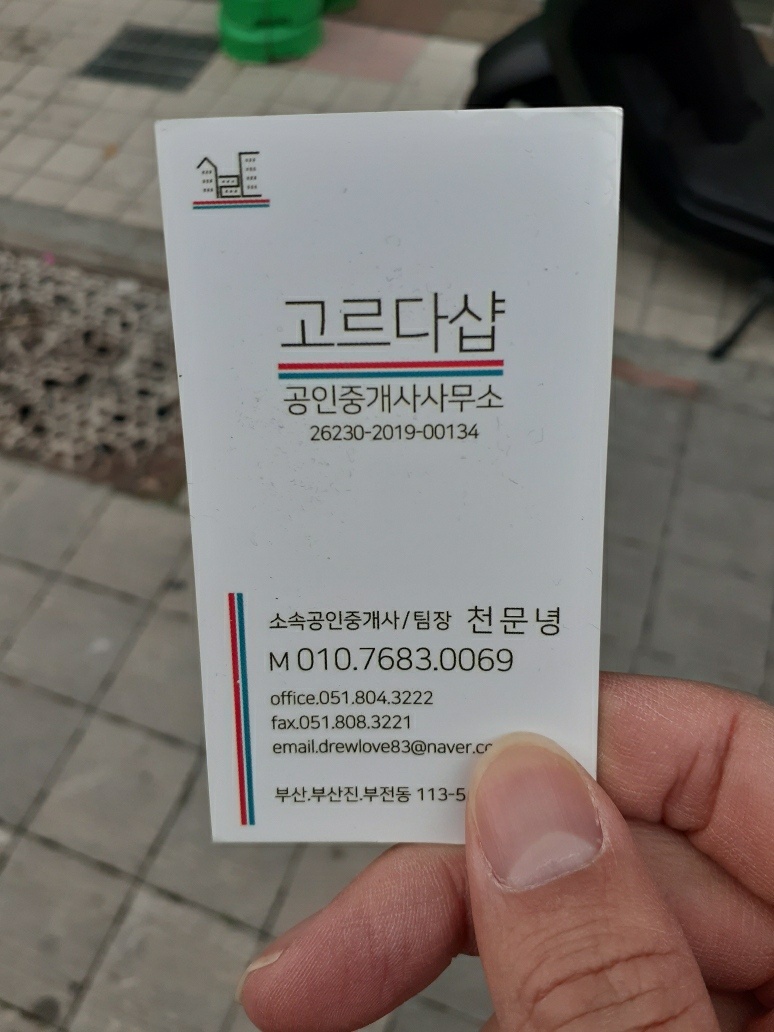 고르다샵
공인중개사사무소
26230-2019-00134
소속공인중개사/팀장 천문녕
M 010.7683.0069
office.051.804.3222
fax.051.808.3221
email.drewlove83@naver.co
부산.부산진.부전동 113-5